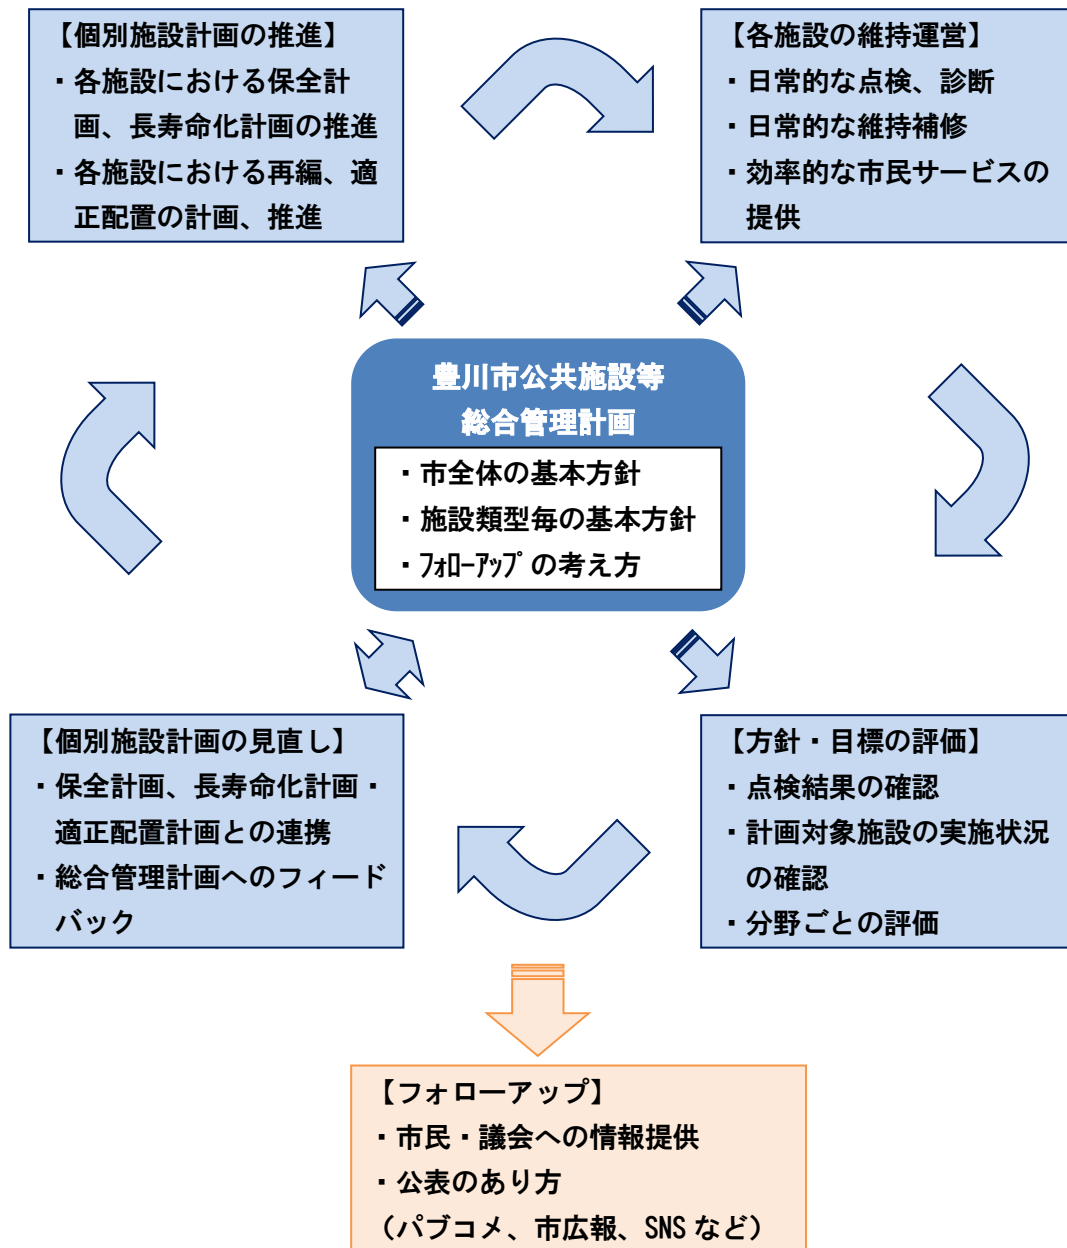 【個別施設計画の推進】
・各施設における保全計
画、長寿命化計画の推進
・各施設における再編、適
正配置の計画、推進
【各施設の維持運営】
・日常的な点検、診断
・日常的な維持補修
・効率的な市民サービスの
提供
豊川市公共施設等
総合管理計画
・市全体の基本方針
・施設類型毎の基本方針
・ﾌｫﾛｰｱｯﾌﾟの考え方
【個別施設計画の見直し】
・保全計画、長寿命化計画・
適正配置計画との連携
・総合管理計画へのフィード
バック
【方針・目標の評価】
・点検結果の確認
・計画対象施設の実施状況
の確認
・分野ごとの評価
【フォローアップ】
・市民・議会への情報提供
・公表のあり方
（パブコメ、市広報、SNS など）